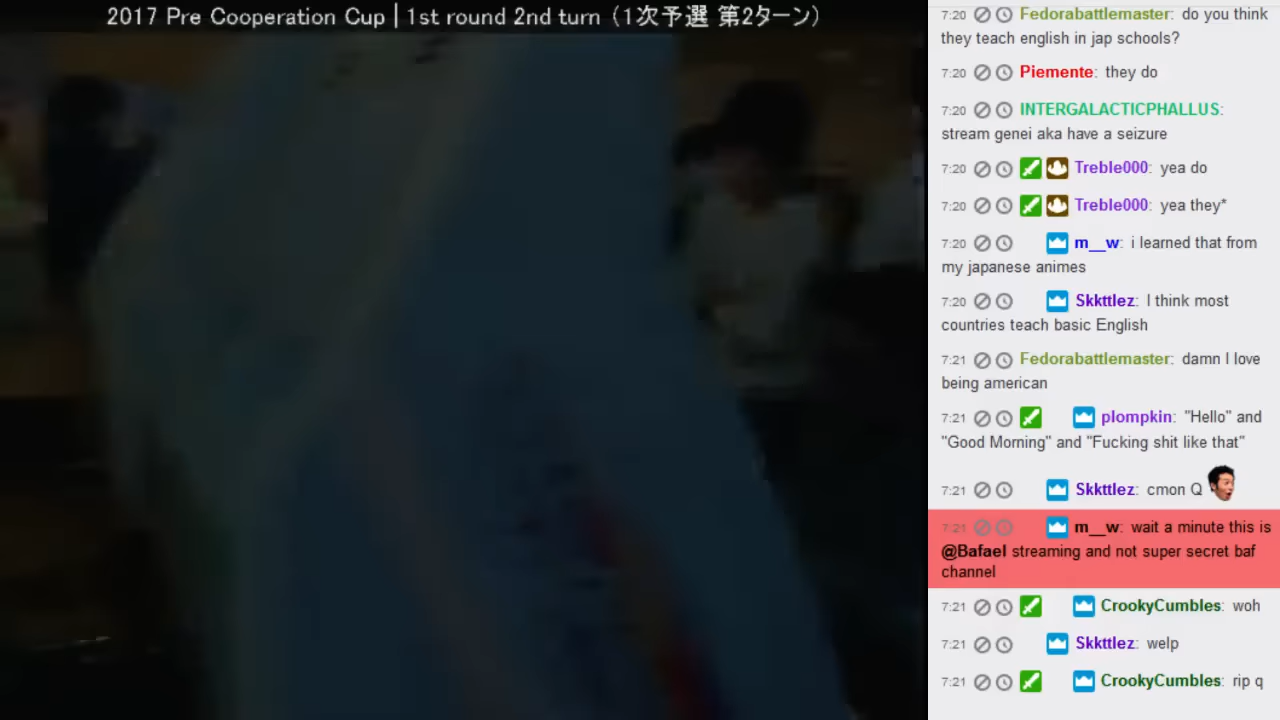 2017 Pre Cooperation Cup | 1st round 2nd turn (1次予選 第2ターン)
7:20 Fedorabattlemaster: do you think
they teach english in jap schools?
7:20 Piemente: they do
7:20 INTERGALACTICPHALLUS:
stream genei aka have a seizure
7:20 Treble000: yea do
7:20 Treble000: yea they*
7:20 m__w: i learned that from
my japanese animes
7:20 Skkttlez: I think most
countries teach basic English
7:21 Fedorabattlemaster: damn I love
being american
7:21 plompkin: "Hello" and
"Good Morning" and "Fucking shit like that"
7:21 Skkttlez: cmon Q
7:21 m__w: wait a minute this is
@Bafael streaming and not super secret baf
channel
7:21 CrookyCumbles: woh
7:21 Skkttlez: welp
7:21 CrookyCumbles: rip q